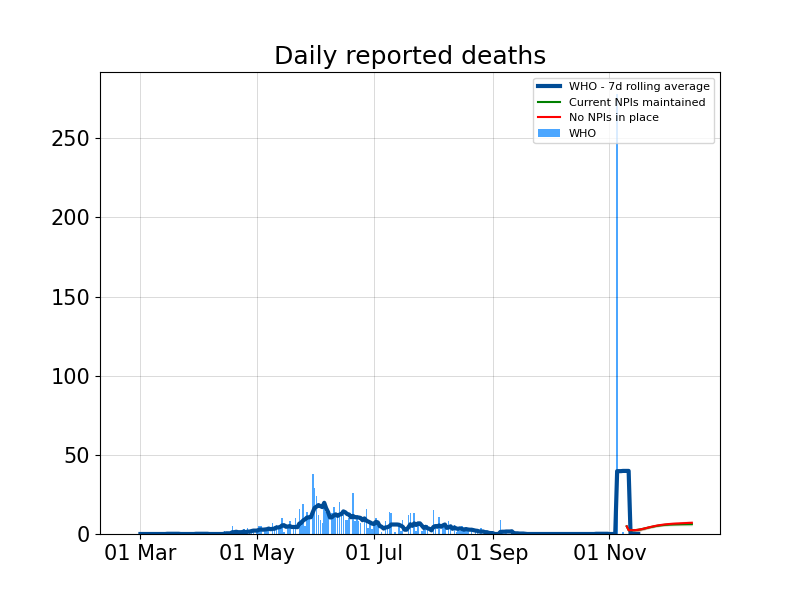 Daily reported deaths
WHO - 7d rolling average
Current NPIs maintained
No NPIs in place
WHO
250
200
150
100
50
0
01 Mar
01 May
01 Jul
01 Sep
01 Nov